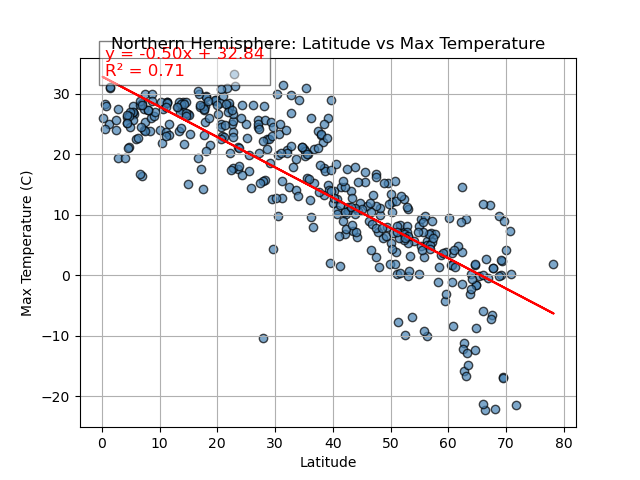 Northern Hemisphere: Latitude vs Max Temperature
y = -0.50x + 32.84
R² = 0.71
Max Temperature (C)
30
20
10
0
−10
−20
0 10 20 30 40 50 60 70 80
Latitude